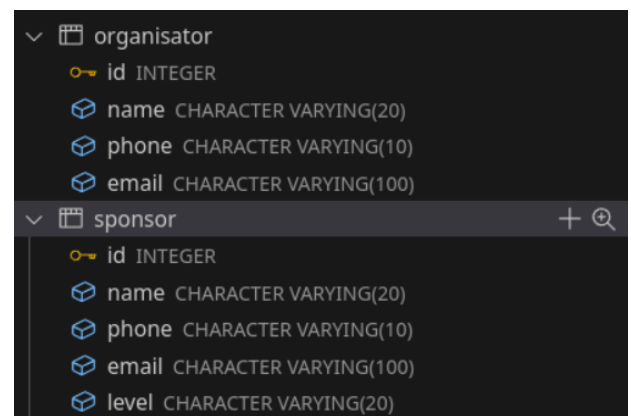 organisator
id INTEGER
name CHARACTER VARYING(20)
phone CHARACTER VARYING(10)
email CHARACTER VARYING(100)
sponsor
id INTEGER
name CHARACTER VARYING(20)
phone CHARACTER VARYING(10)
email CHARACTER VARYING(100)
level CHARACTER VARYING(20)